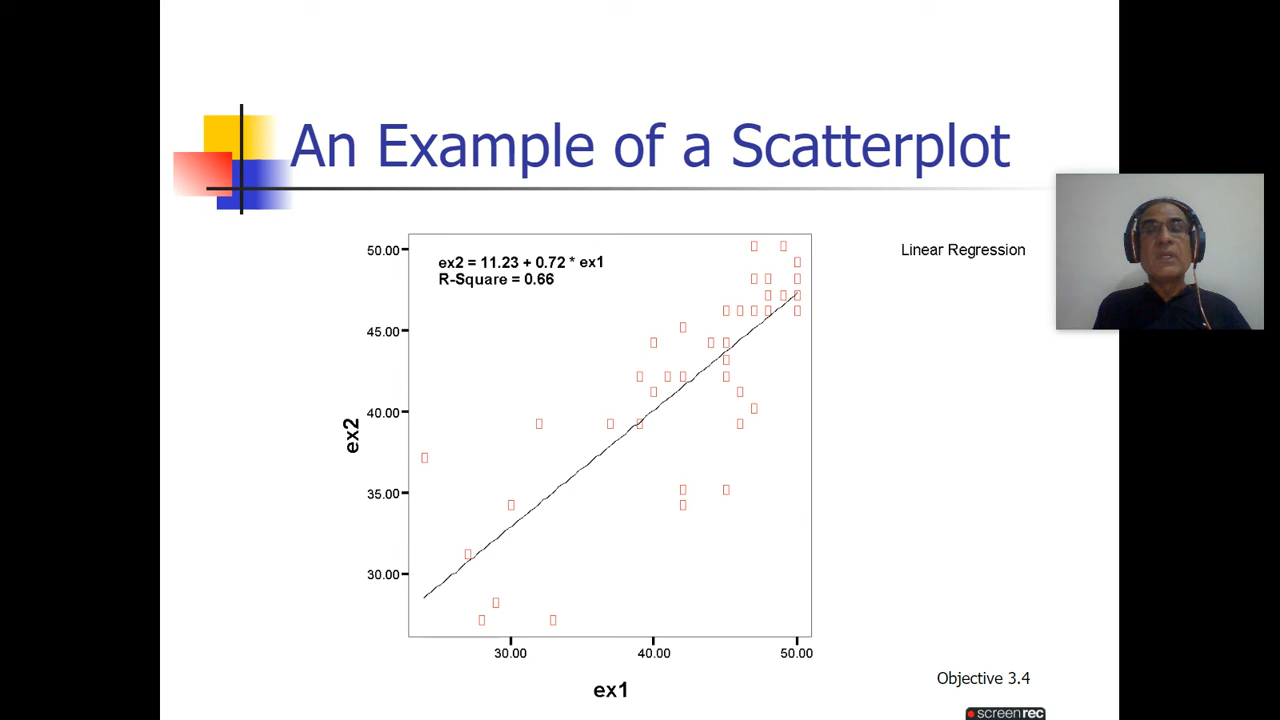 An Example of a Scatterplot
Linear Regression
ex2 = 11.23 + 0.72 * ex1
R-Square = 0.66
50.00
45.00
40.00
35.00
30.00
ex2
30.00 40.00 50.00
ex1
Objective 3.4
screenrec